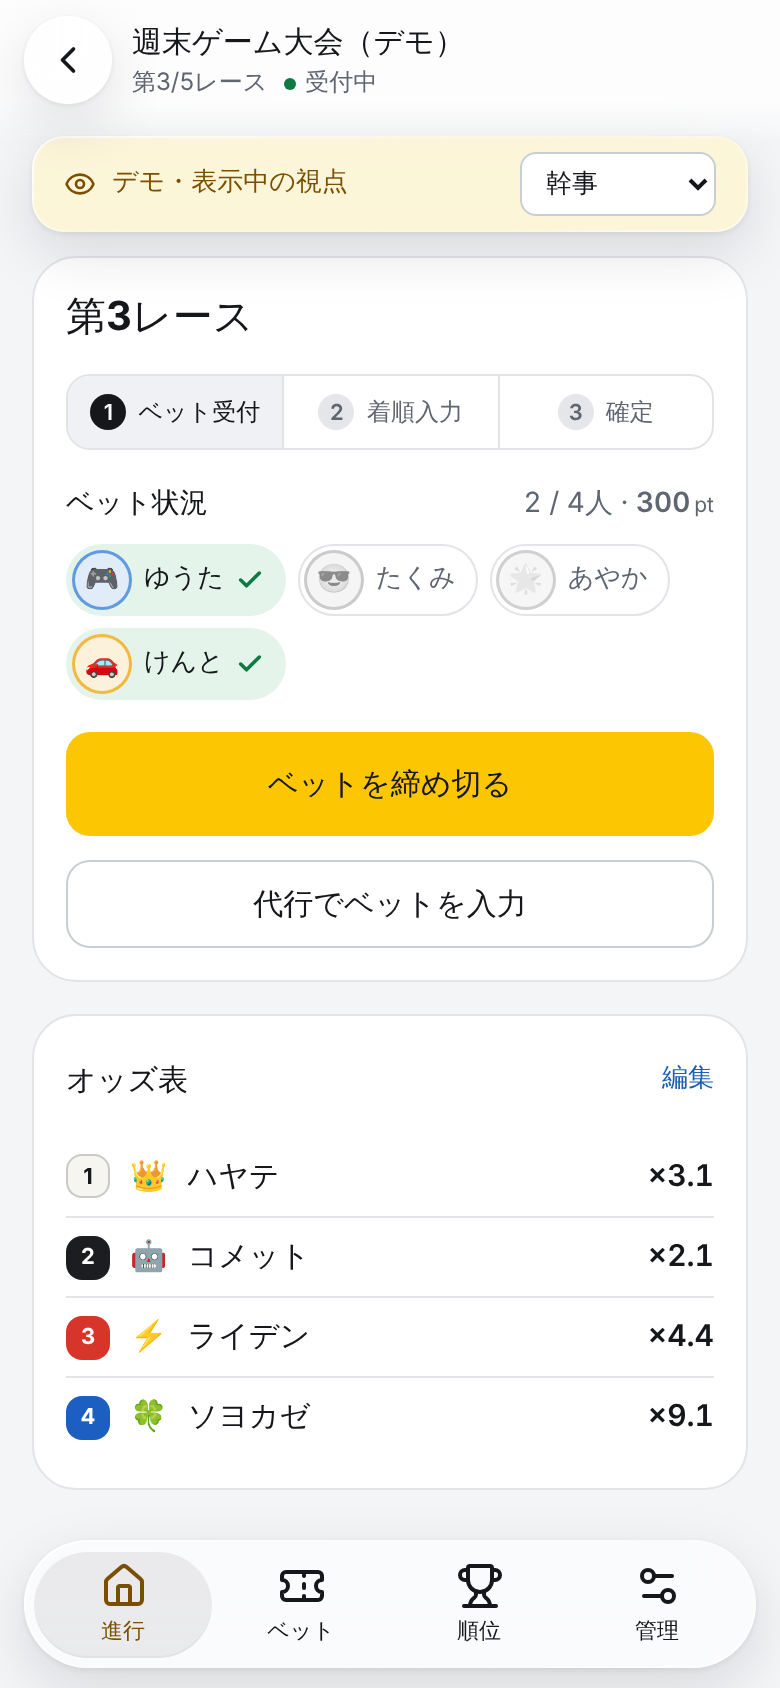 週末ゲーム大会（デモ）
第3/5レース ● 受付中
デモ・表示中の視点 幹事
第3レース
1 ベット受付 2 着順入力 3 確定
ベット状況 2 / 4人 · 300 pt
ゆうた たくみ あやか
けんと
ベットを締め切る
代行でベットを入力
オッズ表 編集
1 ハヤテ ×3.1
2 コメット ×2.1
3 ライデン ×4.4
4 ソヨカゼ ×9.1
進行 ベット 順位 管理